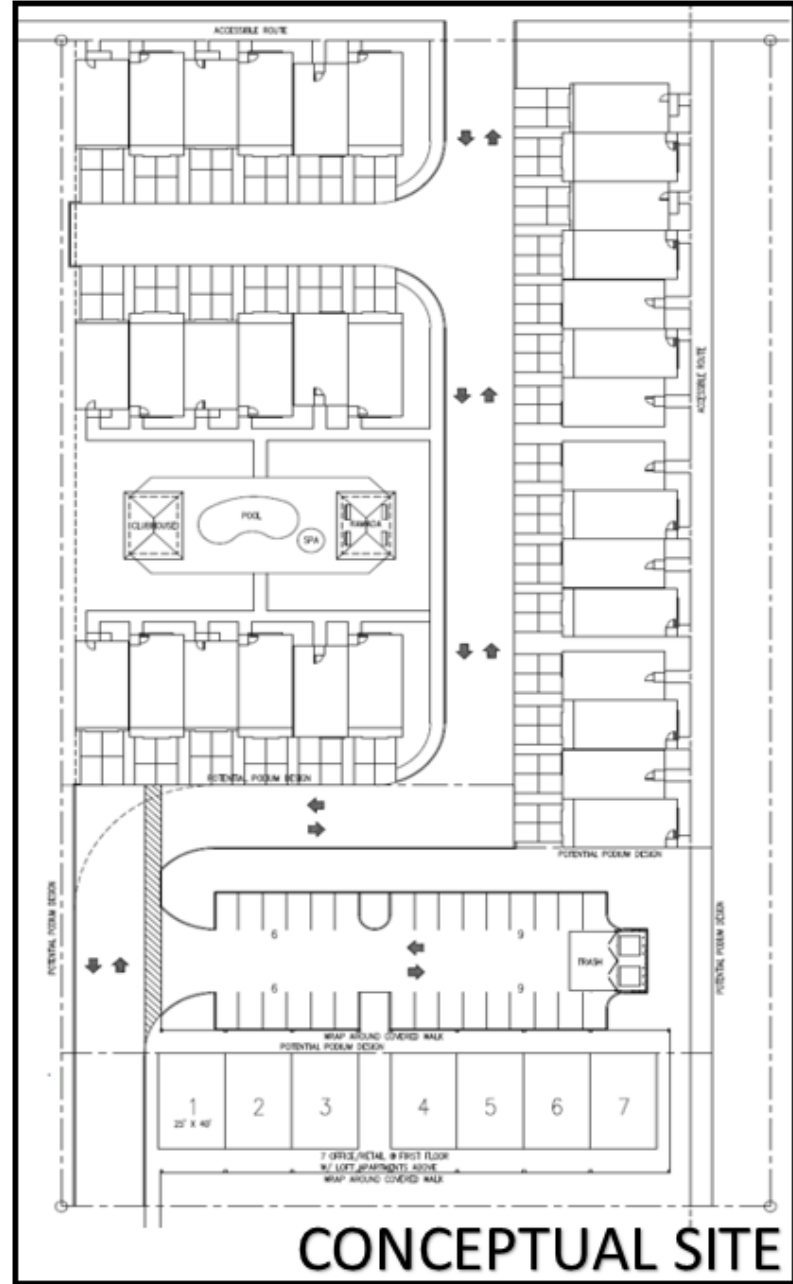 ACCESSIBLE ROUTE
ACCESSIBLE ROUTE
CLUBHOUSE
POOL
SPA
RAMADA
POTENTIAL PODIUM DESIGN
POTENTIAL PODIUM DESIGN
POTENTIAL PODIUM DESIGN
POTENTIAL PODIUM DESIGN
6
9
TRASH
6
9
WRAP AROUND COVERED WALK
POTENTIAL PODIUM DESIGN
1
25' X 40'
2
3
4
5
6
7
7 OFFICE/RETAIL @ FIRST FLOOR
W/ LOFT APARTMENTS ABOVE
WRAP AROUND COVERED WALK
CONCEPTUAL SITE